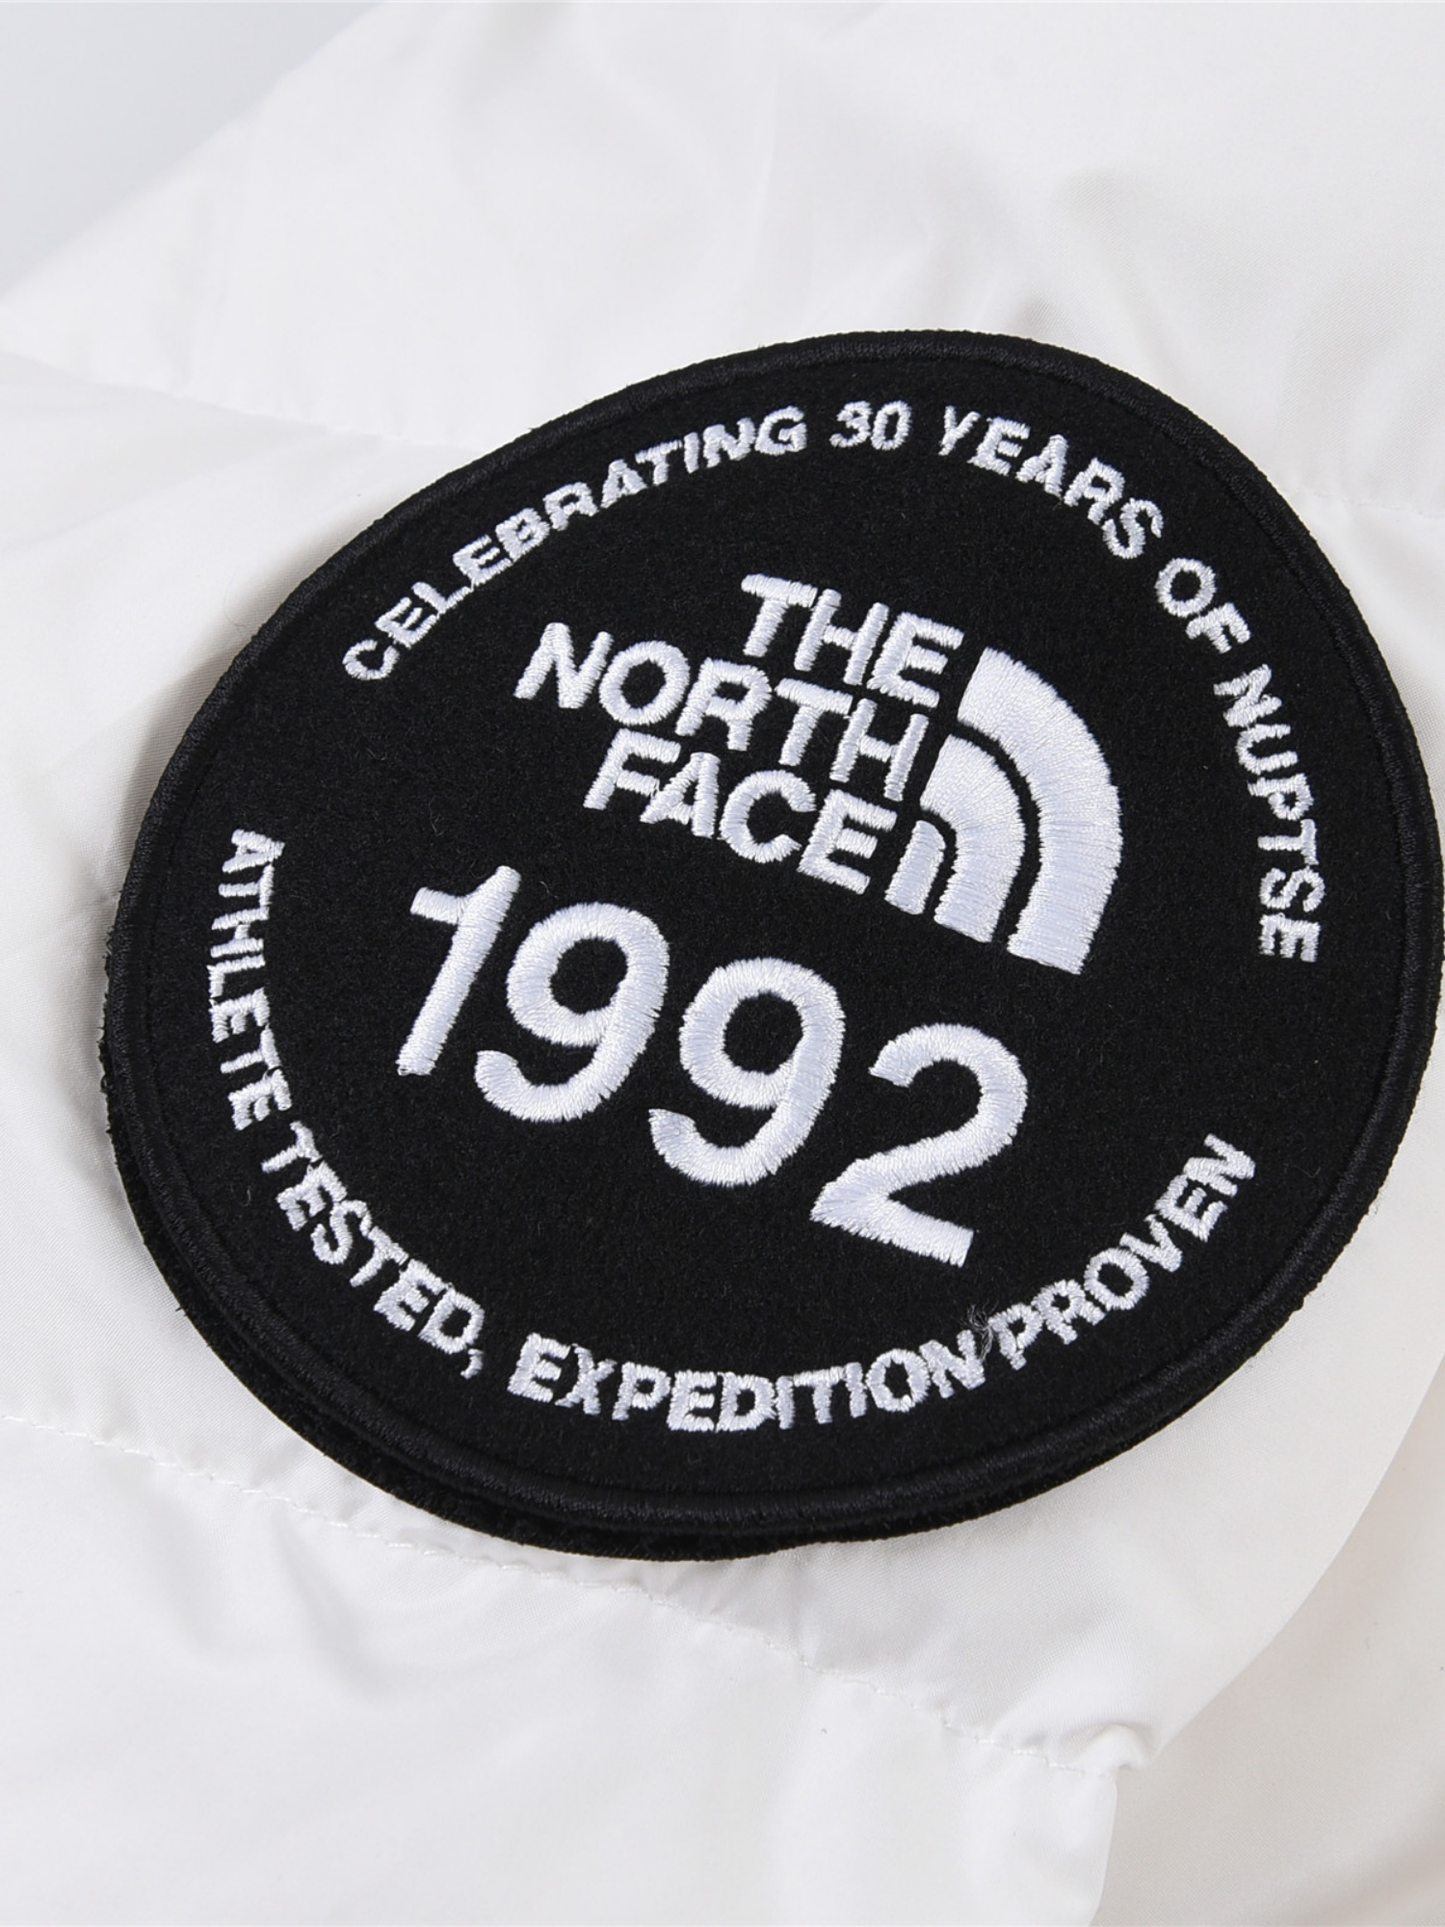 CELEBRATING 30 YEARS OF NUPTSE
THE
NORTH
FACE
1992
ATHLETE TESTED, EXPEDITION PROVEN